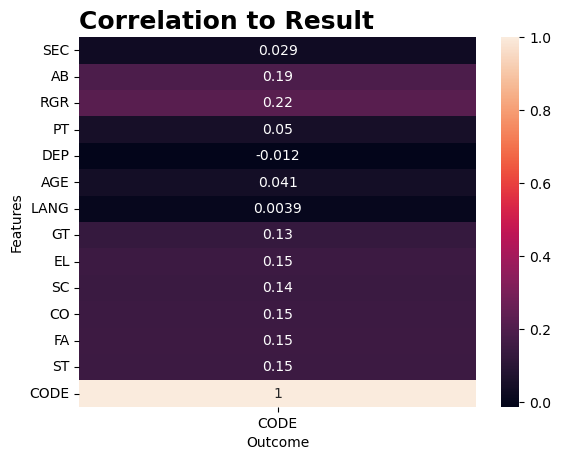 Correlation to Result
SEC 0.029
AB 0.19
RGR 0.22
PT 0.05
DEP -0.012
AGE 0.041
LANG 0.0039
GT 0.13
EL 0.15
SC 0.14
CO 0.15
FA 0.15
ST 0.15
CODE 1
Features
CODE
Outcome
1.0
0.8
0.6
0.4
0.2
0.0